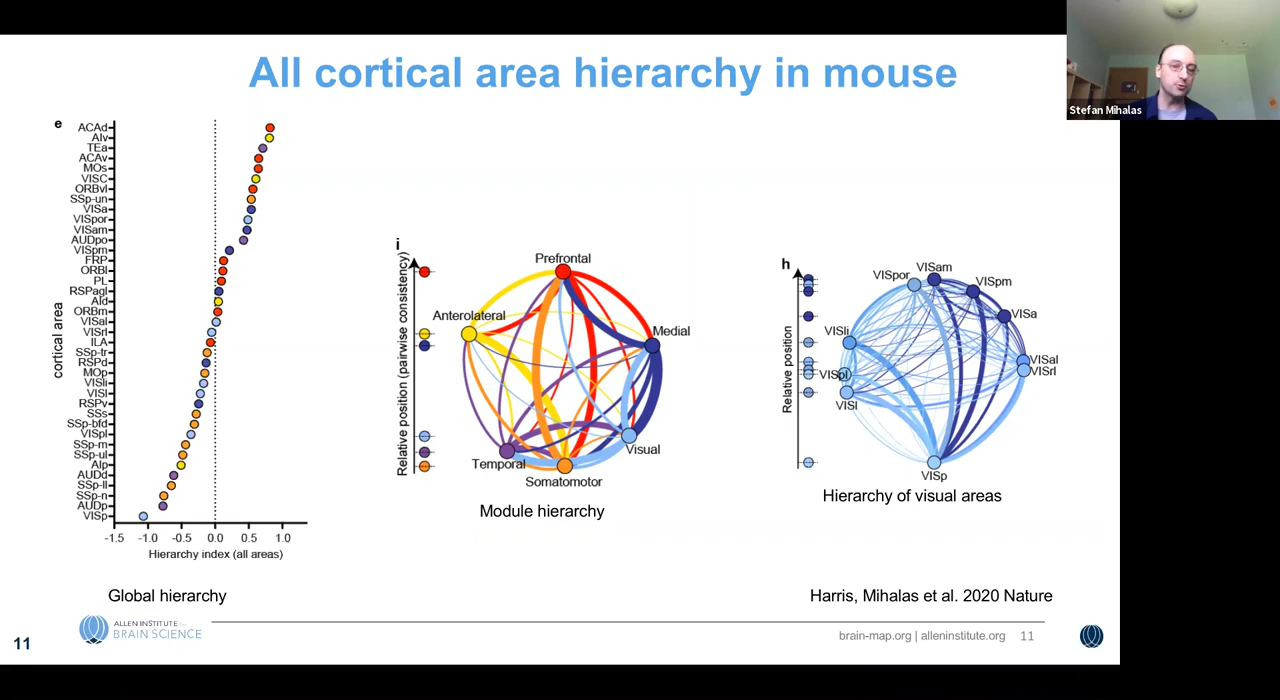 All cortical area hierarchy in mouse
Stefan Mihalas
e
ACAd
AIv
TEa
ACAv
MOs
VISC
ORBvl
SSp-un
VISa
VISpor
VISam
AUDpo
VISpm
FRP
ORBl
PL
RSPagl
AId
ORBm
VISal
VISrl
ILA
SSp-tr
RSPd
MOp
VISli
VISl
RSPv
SSs
SSp-bfd
VISpl
SSp-m
SSp-ul
AIp
AUDd
SSp-ll
SSp-n
AUDp
VISp
cortical area
-1.5 -1.0 -0.5 0.0 0.5 1.0
Hierarchy index (all areas)
Global hierarchy
i
Relative position (pairwise consistency)
Prefrontal
Anterolateral
Medial
Visual
Temporal
Somatomotor
Module hierarchy
h
Relative position
VISam
VISpor
VISpm
VISa
VISli
VISal
VISrl
VISpl
VISl
VISp
Hierarchy of visual areas
Harris, Mihalas et al. 2020 Nature
ALLEN INSTITUTE for
BRAIN SCIENCE
brain-map.org | alleninstitute.org 11
11